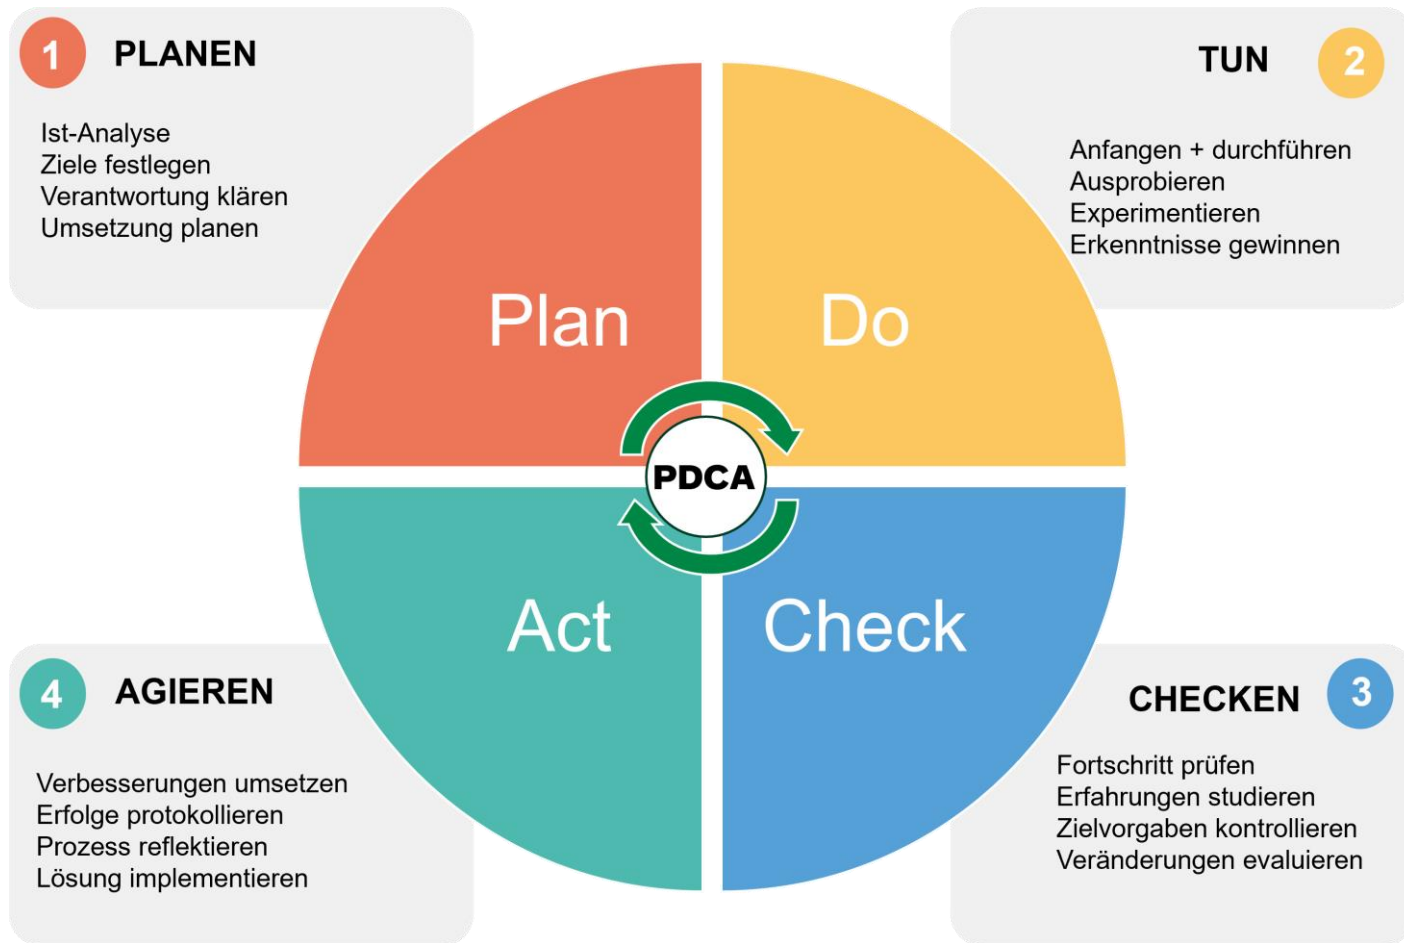 1
PLANEN
Ist-Analyse
Ziele festlegen
Verantwortung klären
Umsetzung planen
TUN
2
Anfangen + durchführen
Ausprobieren
Experimentieren
Erkenntnisse gewinnen
Plan
Do
PDCA
Act
Check
4
AGIEREN
Verbesserungen umsetzen
Erfolge protokollieren
Prozess reflektieren
Lösung implementieren
CHECKEN
3
Fortschritt prüfen
Erfahrungen studieren
Zielvorgaben kontrollieren
Veränderungen evaluieren